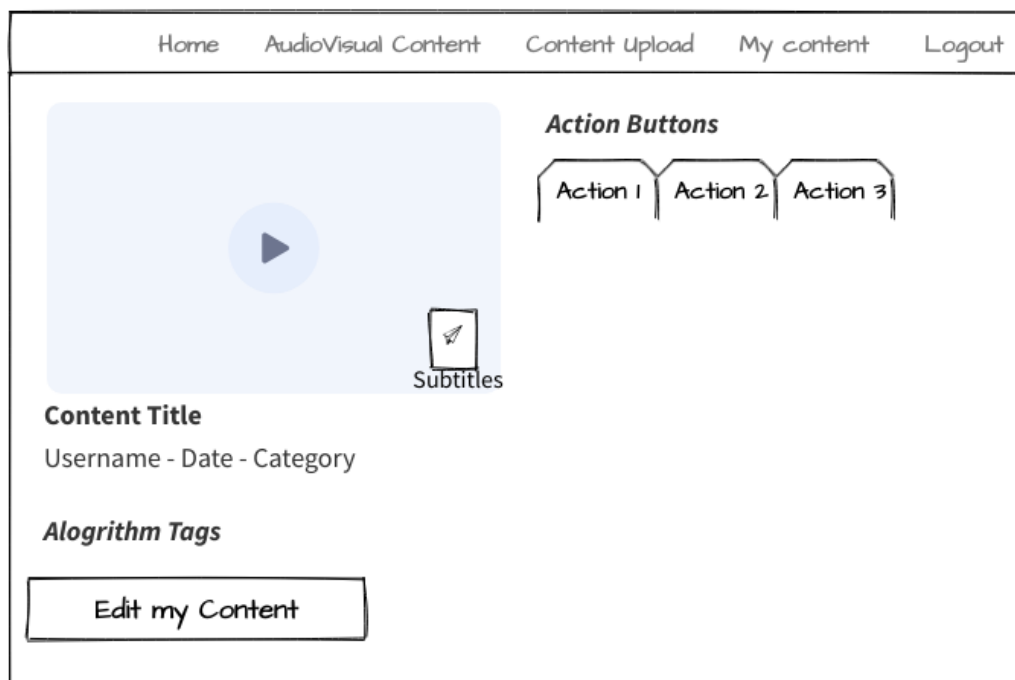 Home AudioVisual Content Content Upload My content Logout
Action Buttons
Action 1 Action 2 Action 3
Subtitles
Content Title
Username - Date - Category
Alogrithm Tags
Edit my Content